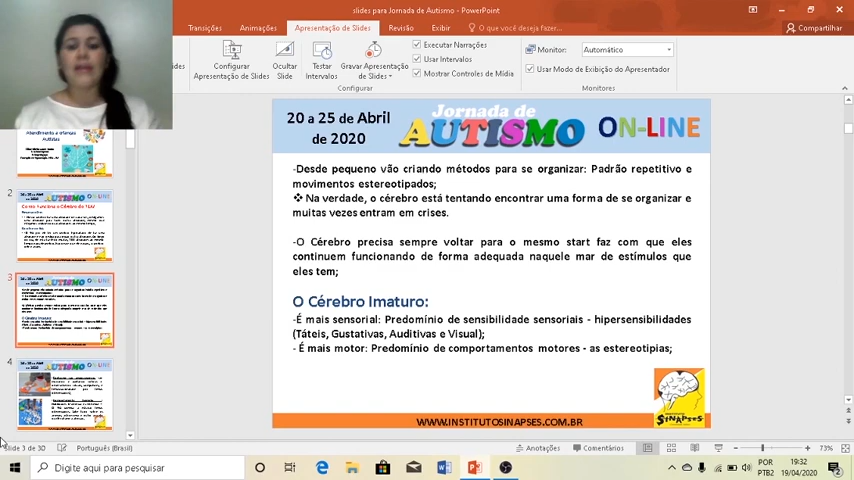 slides para Jornada de Autismo - PowerPoint
Transições Animações Apresentação de Slides Revisão Exibir O que você deseja fazer... Compartilhar
Configurar Apresentação de Slides
Ocultar Slide
Testar Intervalos
Gravar Apresentação de Slides
Executar Narrações
Usar Intervalos
Mostrar Controles de Mídia
Configurar
Monitor: Automático
Usar Modo de Exibição do Apresentador
Monitores
20 a 25 de Abril
de 2020
Jornada de
AUTISMO ON-LINE
-Desde pequeno vão criando métodos para se organizar: Padrão repetitivo e
movimentos estereotipados;
❖ Na verdade, o cérebro está tentando encontrar uma forma de se organizar e
muitas vezes entram em crises.
-O Cérebro precisa sempre voltar para o mesmo start faz com que eles
continuem funcionando de forma adequada naquele mar de estímulos que
eles tem;
O Cérebro Imaturo:
-É mais sensorial: Predomínio de sensibilidade sensoriais - hipersensibilidades
(Táteis, Gustativas, Auditivas e Visual);
- É mais motor: Predomínio de comportamentos motores - as estereotipias;
WWW.INSTITUTOSINAPSES.COM.BR
SINAPSES
2
3
4
Slide 3 de 30 Português (Brasil) Anotações Comentários 73%
Digite aqui para pesquisar
POR
PTB2
19:32
19/04/2020
2